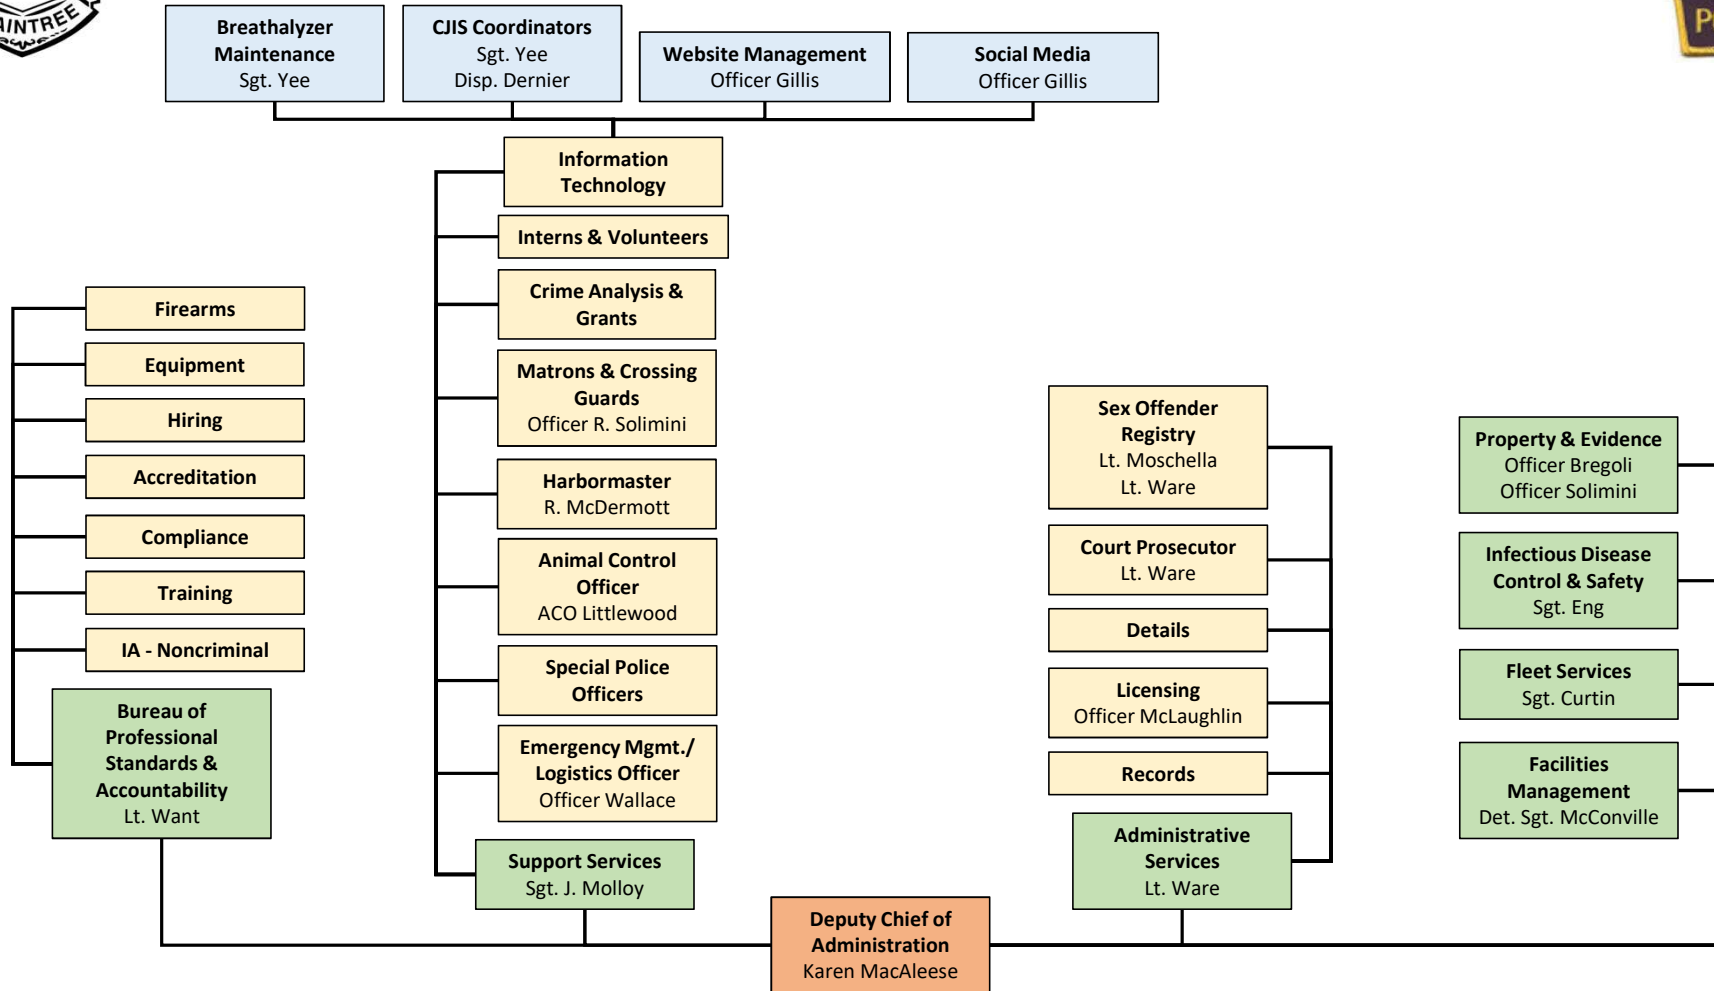 AINTREE
P
Breathalyzer
Maintenance
Sgt. Yee
CJIS Coordinators
Sgt. Yee
Disp. Dernier
Website Management
Officer Gillis
Social Media
Officer Gillis
Information
Technology
Interns & Volunteers
Crime Analysis &
Grants
Matrons & Crossing
Guards
Officer R. Solimini
Harbormaster
R. McDermott
Animal Control
Officer
ACO Littlewood
Special Police
Officers
Emergency Mgmt./
Logistics Officer
Officer Wallace
Support Services
Sgt. J. Molloy
Firearms
Equipment
Hiring
Accreditation
Compliance
Training
IA - Noncriminal
Bureau of
Professional
Standards &
Accountability
Lt. Want
Sex Offender
Registry
Lt. Moschella
Lt. Ware
Court Prosecutor
Lt. Ware
Details
Licensing
Officer McLaughlin
Records
Administrative
Services
Lt. Ware
Property & Evidence
Officer Bregoli
Officer Solimini
Infectious Disease
Control & Safety
Sgt. Eng
Fleet Services
Sgt. Curtin
Facilities
Management
Det. Sgt. McConville
Deputy Chief of
Administration
Karen MacAleese